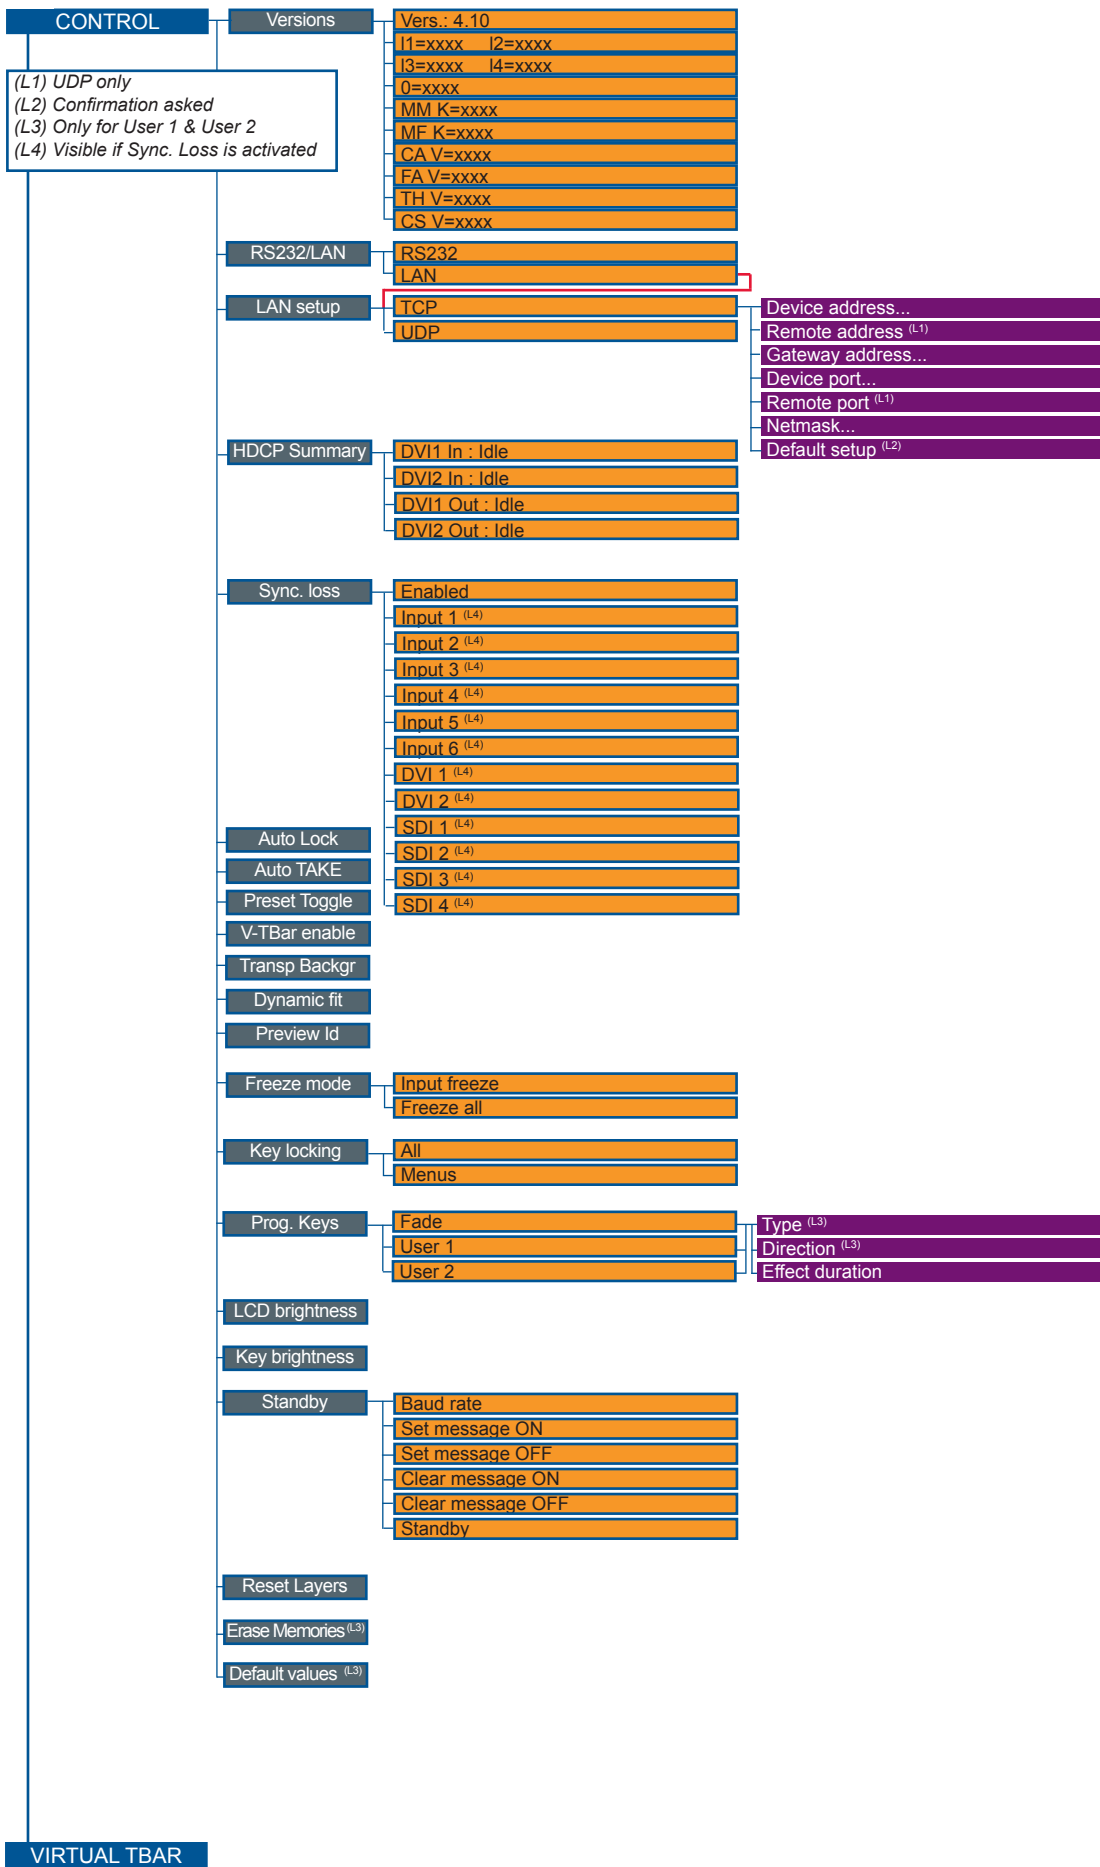 CONTROL
(L1) UDP only
(L2) Confirmation asked
(L3) Only for User 1 & User 2
(L4) Visible if Sync. Loss is activated
Versions
Vers.: 4.10
I1=xxxx I2=xxxx
I3=xxxx I4=xxxx
0=xxxx
MM K=xxxx
MF K=xxxx
CA V=xxxx
FA V=xxxx
TH V=xxxx
CS V=xxxx
RS232/LAN
RS232
LAN
LAN setup
TCP
UDP
Device address...
Remote address (L1)
Gateway address...
Device port...
Remote port (L1)
Netmask...
Default setup (L2)
HDCP Summary
DVI1 In : Idle
DVI2 In : Idle
DVI1 Out : Idle
DVI2 Out : Idle
Sync. loss
Enabled
Input 1 (L4)
Input 2 (L4)
Input 3 (L4)
Input 4 (L4)
Input 5 (L4)
Input 6 (L4)
DVI 1 (L4)
DVI 2 (L4)
SDI 1 (L4)
SDI 2 (L4)
SDI 3 (L4)
SDI 4 (L4)
Auto Lock
Auto TAKE
Preset Toggle
V-TBar enable
Transp Backgr
Dynamic fit
Preview Id
Freeze mode
Input freeze
Freeze all
Key locking
All
Menus
Prog. Keys
Fade
User 1
User 2
Type (L3)
Direction (L3)
Effect duration
LCD brightness
Key brightness
Standby
Baud rate
Set message ON
Set message OFF
Clear message ON
Clear message OFF
Standby
Reset Layers
Erase Memories (L3)
Default values (L3)
VIRTUAL TBAR